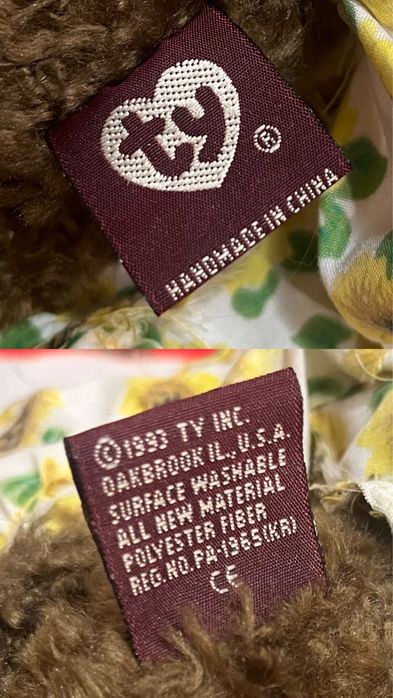 ty
®
HANDMADE IN CHINA
©1993 TY INC.
OAKBROOK IL., U.S.A.
SURFACE WASHABLE
ALL NEW MATERIAL
POLYESTER FIBER
REG.NO.PA-1965(KR)
CE